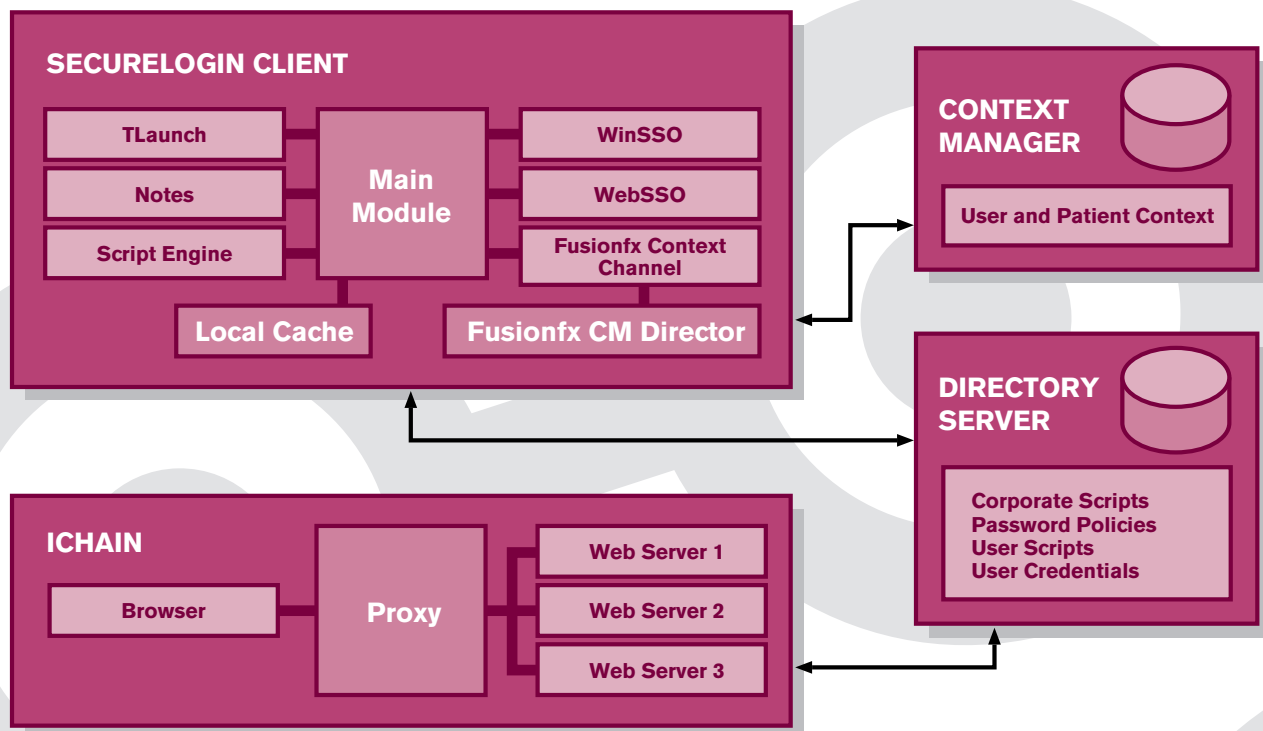 SECURELOGIN CLIENT
TLaunch
Notes
Script Engine
Main
Module
WinSSO
WebSSO
Fusionfx Context
Channel
Local Cache
Fusionfx CM Director
CONTEXT
MANAGER
User and Patient Context
DIRECTORY
SERVER
Corporate Scripts
Password Policies
User Scripts
User Credentials
ICHAIN
Browser
Proxy
Web Server 1
Web Server 2
Web Server 3